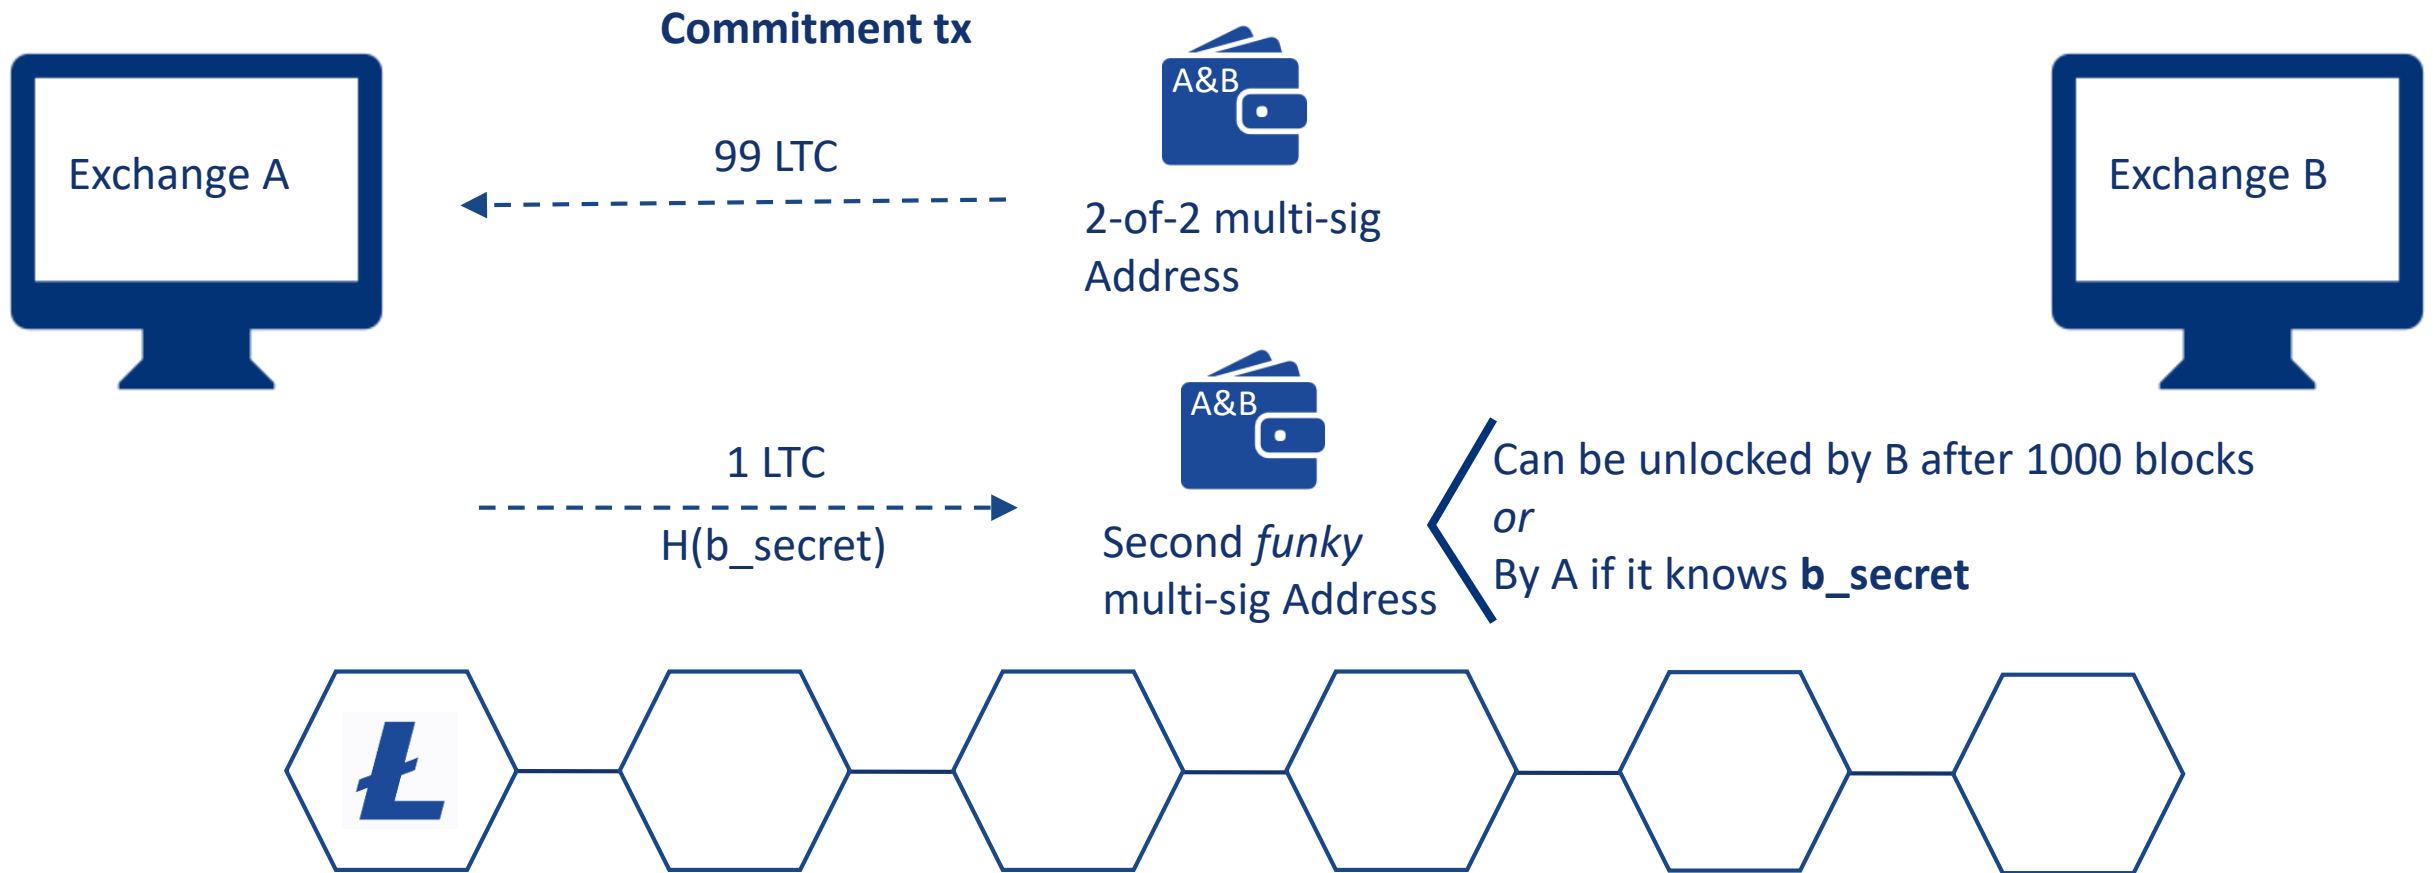 Commitment tx
A&B
Exchange A
99 LTC
2-of-2 multi-sig
Address
Exchange B
1 LTC
H(b_secret)
A&B
Second funky
multi-sig Address
Can be unlocked by B after 1000 blocks
or
By A if it knows b_secret
Ł